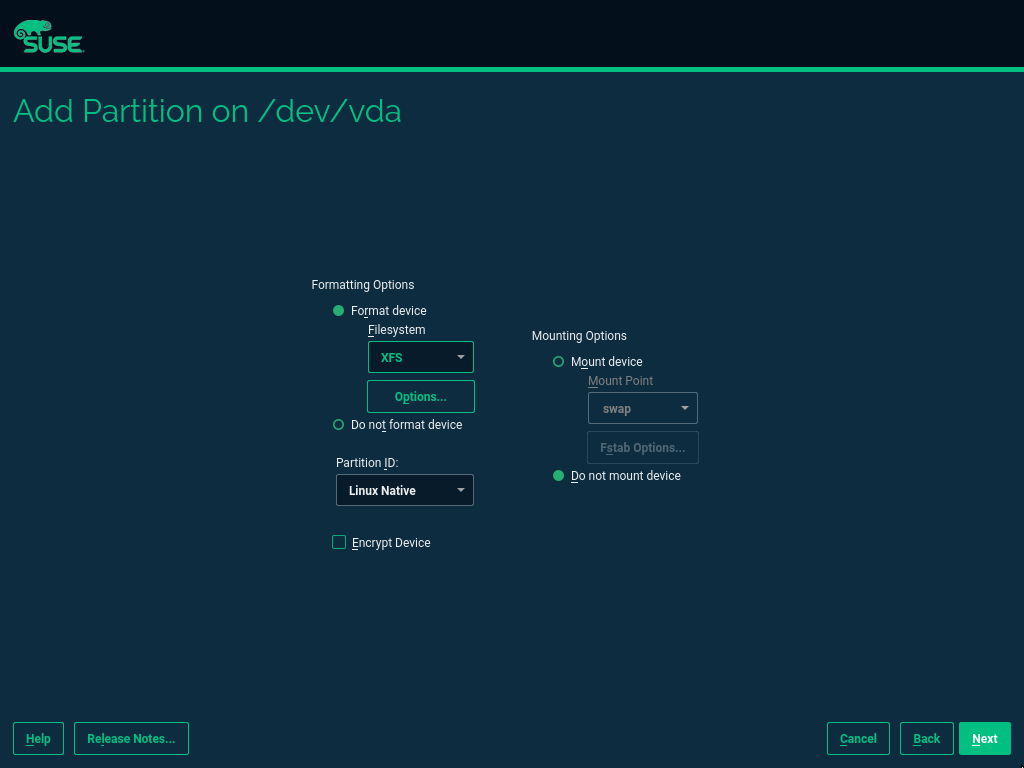 SUSE
Add Partition on /dev/vda
Formatting Options
Format device
Filesystem
XFS
Options...
Do not format device
Partition ID:
Linux Native
Encrypt Device
Mounting Options
Mount device
Mount Point
swap
Fstab Options...
Do not mount device
Help
Release Notes...
Cancel
Back
Next